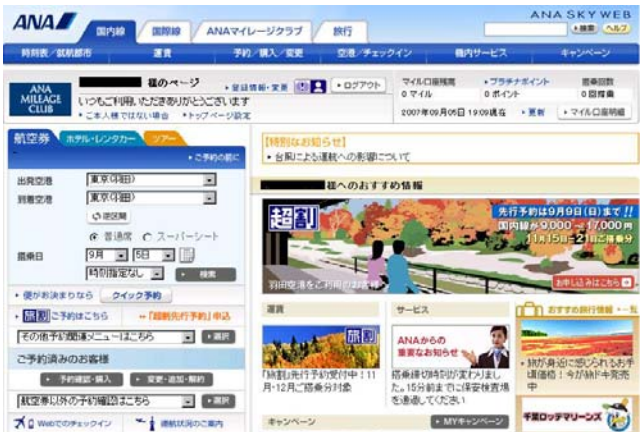 ANA
国内線
国際線
ANAマイレージクラブ
旅行
ANA SKY WEB
検索
ヘルプ
時刻表/就航都市
運賃
予約/購入/変更
空港/チェックイン
機内サービス
キャンペーン
ANA MILEAGE CLUB
様のページ
登録情報・変更
ログアウト
いつもご利用いただきありがとうございます
ご本人様ではない場合
トップページ設定
マイル口座残高
0 マイル
プラチナポイント
0 ポイント
搭乗回数
0 回搭乗
2007年09月05日 19:09現在
更新
マイル口座明細
航空券
ホテル・レンタカー
ツアー
ご予約の前に
出発空港
東京(羽田)
到着空港
東京(羽田)
逆区間
普通席
スーパーシート
搭乗日
9月
5日
時刻指定なし
検索
便がお決まりなら
クイック予約
旅割 ご予約はこちら
「超割先行予約」申込
その他予約関連メニューはこちら
選択
ご予約済みのお客様
予約確認・購入
変更・追加・解約
航空券以外の予約確認はこちら
選択
Webでのチェックイン
運航状況のご案内
【特別なお知らせ】
台風による運航への影響について
様へのおすすめ情報
超割
先行予約は9月9日(日)まで!!
国内線が9,000~17,000円
11月15日~21日ご搭乗分
羽田空港をご利用のお客様
お申し込みはこちら
運賃
旅割
「旅割」先行予約受付中！11
月・12月ご搭乗分対象
サービス
ANAからの
重要なお知らせ
搭乗締切時刻が変わりまし
た。15分前までに保安検査場
を通過してください
おすすめの旅行情報
一覧
旅が身近に感じられるお手
頃価格！今が旬ドキ発売
中
千葉ロッテマリーンズ
キャンペーン
MYキャンペーン